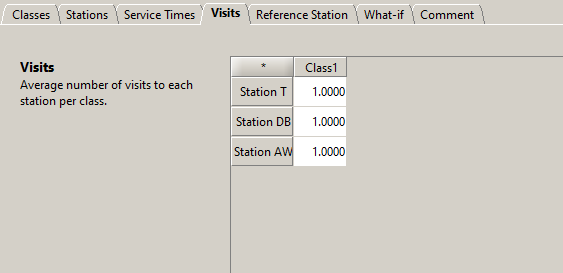 Classes Stations Service Times Visits Reference Station What-if Comment
Visits
Average number of visits to each
station per class.
* Class1
Station T 1.0000
Station DB 1.0000
Station AW 1.0000